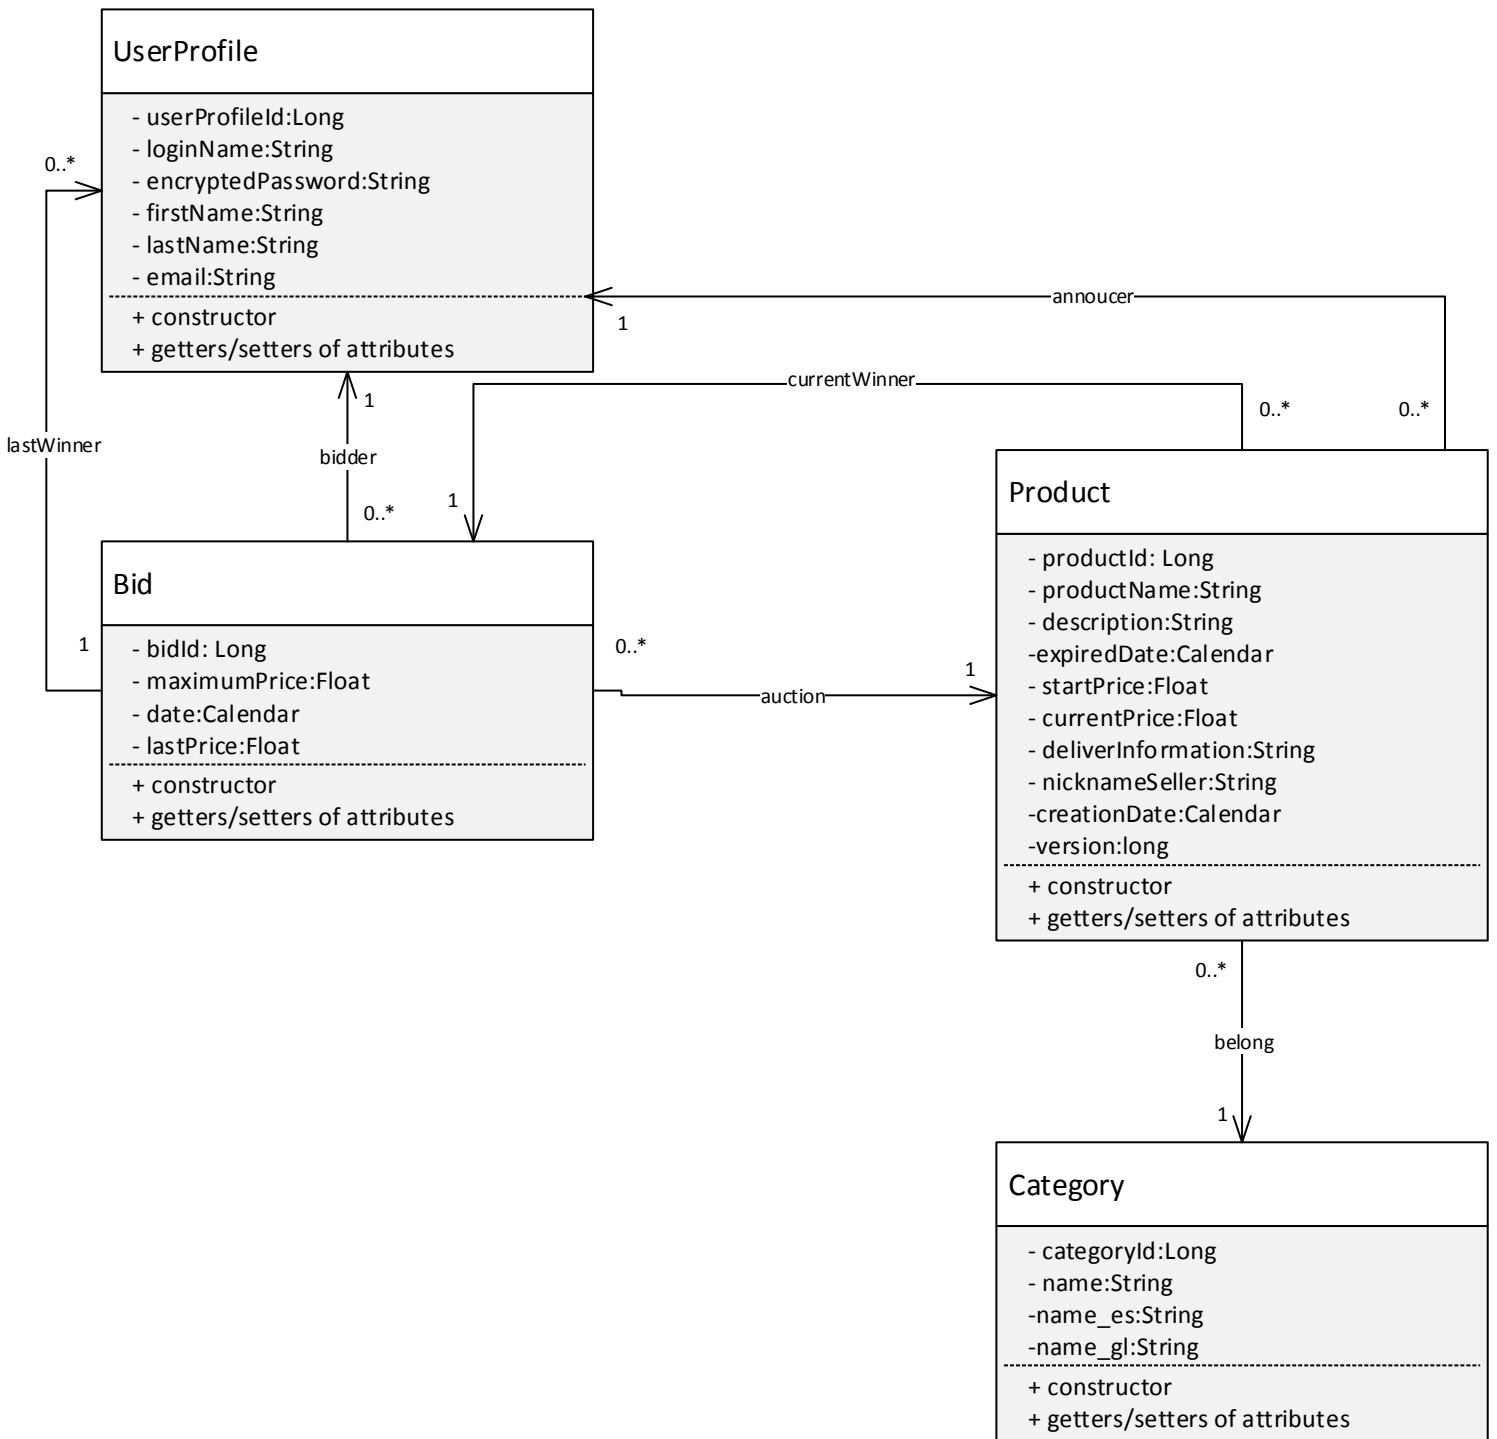 UserProfile
- userProfileId:Long
- loginName:String
- encryptedPassword:String
- firstName:String
- lastName:String
- email:String
+ constructor
+ getters/setters of attributes
0..*
lastWinner
1
annoucer
1
0..*
currentWinner
0..*
1
1
bidder
0..*
Bid
- bidId: Long
- maximumPrice:Float
- date:Calendar
- lastPrice:Float
+ constructor
+ getters/setters of attributes
0..*
auction
1
Product
- productId: Long
- productName:String
- description:String
-expiredDate:Calendar
- startPrice:Float
- currentPrice:Float
- deliverInformation:String
- nicknameSeller:String
-creationDate:Calendar
-version:long
+ constructor
+ getters/setters of attributes
0..*
belong
1
Category
- categoryId:Long
- name:String
-name_es:String
-name_gl:String
+ constructor
+ getters/setters of attributes